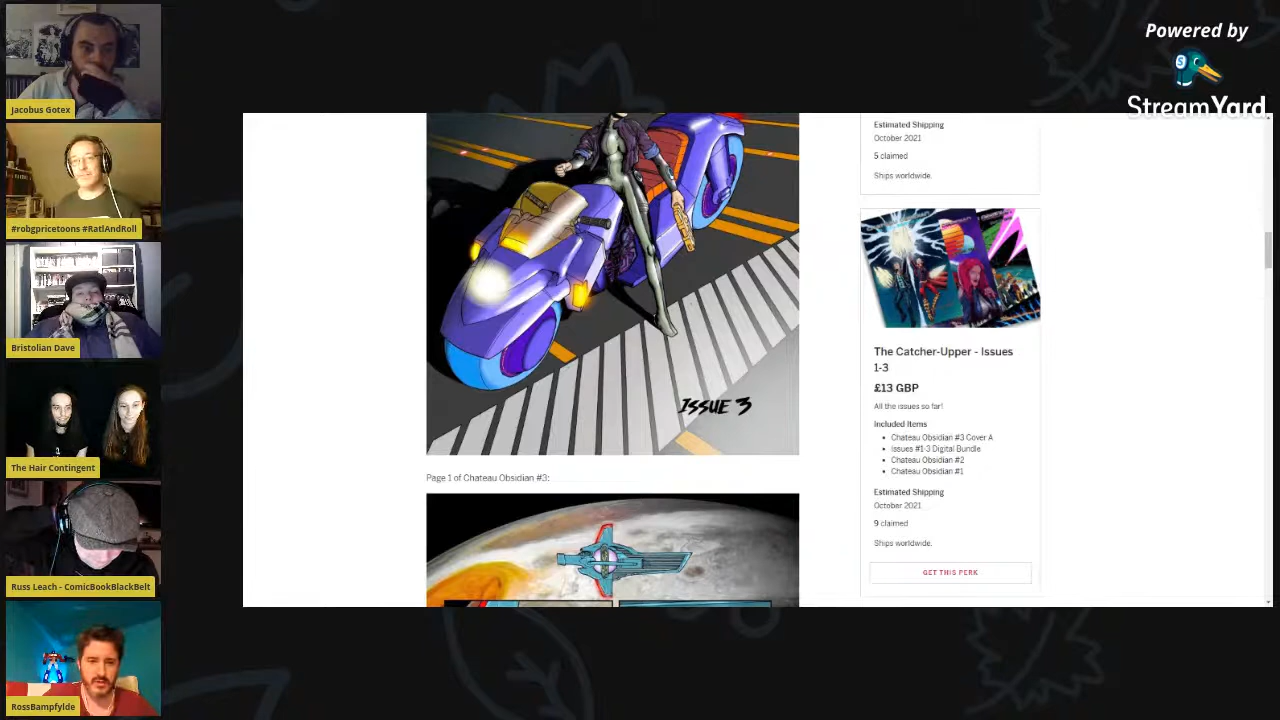 Powered by
StreamYard
Jacobus Gotex
#robgpricetoons #RatIAndRoll
Bristolian Dave
The Hair Contingent
Russ Leach - ComicBookBlackBelt
RossBampfylde
ISSUE 3
Page 1 of Chateau Obsidian #3:
Estimated Shipping
October 2021
5 claimed
Ships worldwide.
The Catcher-Upper - Issues
1-3
£13 GBP
All the issues so far!
Included Items
Chateau Obsidian #3 Cover A
Issues #1-3 Digital Bundle
Chateau Obsidian #2
Chateau Obsidian #1
Estimated Shipping
October 2021
9 claimed
Ships worldwide.
GET THIS PERK